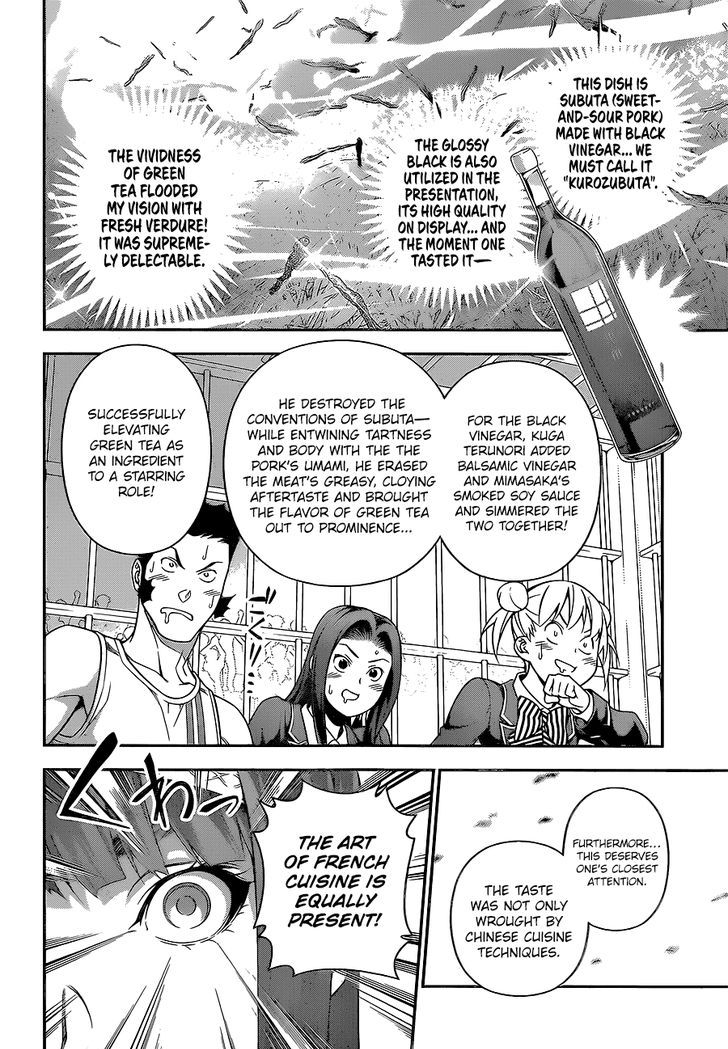 THIS DISH IS
SUBUTA (SWEET-
AND-SOUR PORK)
MADE WITH BLACK
VINEGAR... WE
MUST CALL IT
"KUROZUBUTA".
THE GLOSSY
BLACK IS ALSO
UTILIZED IN THE
PRESENTATION,
ITS HIGH QUALITY
ON DISPLAY... AND
THE MOMENT ONE
TASTED IT—
THE VIVIDNESS
OF GREEN
TEA FLOODED
MY VISION WITH
FRESH VERDURE!
IT WAS SUPREME-
LY DELECTABLE.
FOR THE BLACK
VINEGAR, KUGA
TERUNORI ADDED
BALSAMIC VINEGAR
AND MIMASAKA'S
SMOKED SOY SAUCE
AND SIMMERED THE
TWO TOGETHER!
HE DESTROYED THE
CONVENTIONS OF SUBUTA—
WHILE ENTWINING TARTNESS
AND BODY WITH THE THE
PORK'S UMAMI, HE ERASED
THE MEAT'S GREASY, CLOYING
AFTERTASTE AND BROUGHT
THE FLAVOR OF GREEN TEA
OUT TO PROMINENCE...
SUCCESSFULLY
ELEVATING
GREEN TEA AS
AN INGREDIENT
TO A STARRING
ROLE!
FURTHERMORE...
THIS DESERVES
ONE'S CLOSEST
ATTENTION.
THE TASTE
WAS NOT ONLY
WROUGHT BY
CHINESE CUISINE
TECHNIQUES.
THE ART
OF FRENCH
CUISINE IS
EQUALLY
PRESENT!
くわっ